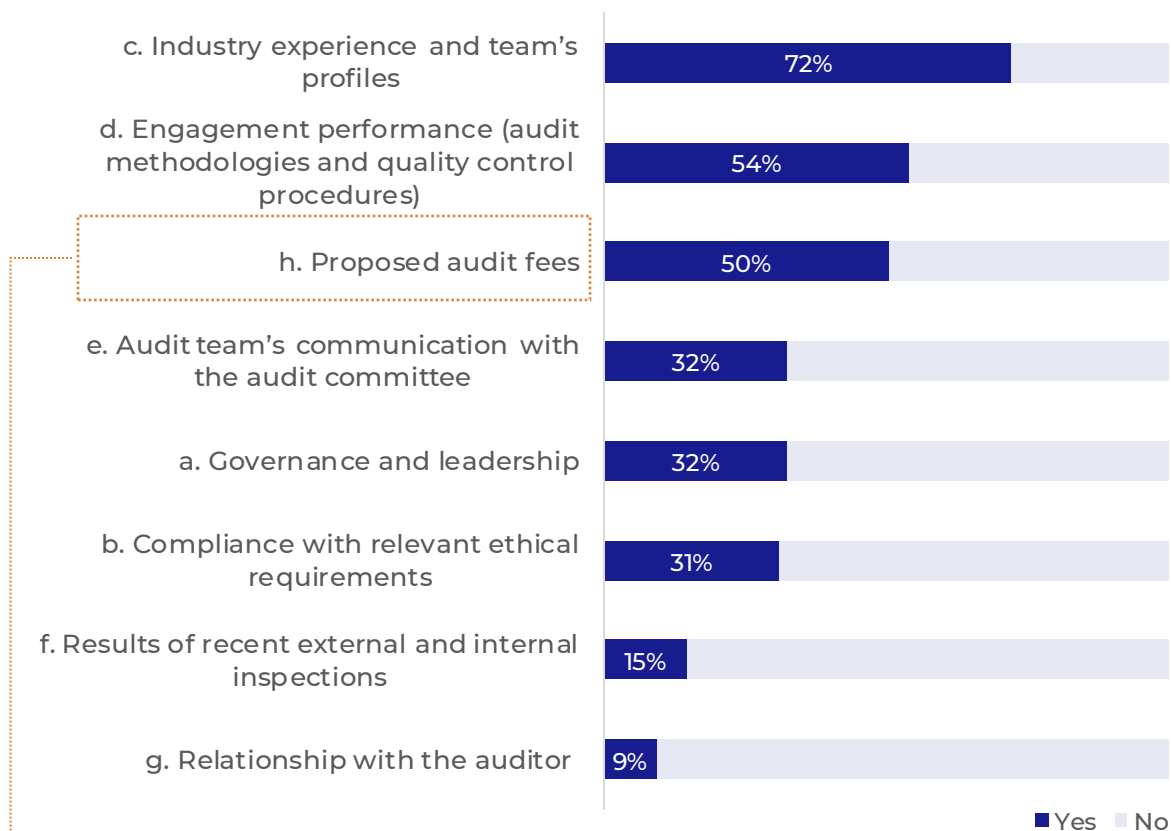 c. Industry experience and team’s
profiles
72%
d. Engagement performance (audit
methodologies and quality control
procedures)
54%
h. Proposed audit fees
50%
e. Audit team’s communication with
the audit committee
32%
a. Governance and leadership
32%
b. Compliance with relevant ethical
requirements
31%
f. Results of recent external and internal
inspections
15%
g. Relationship with the auditor
9%
Yes No